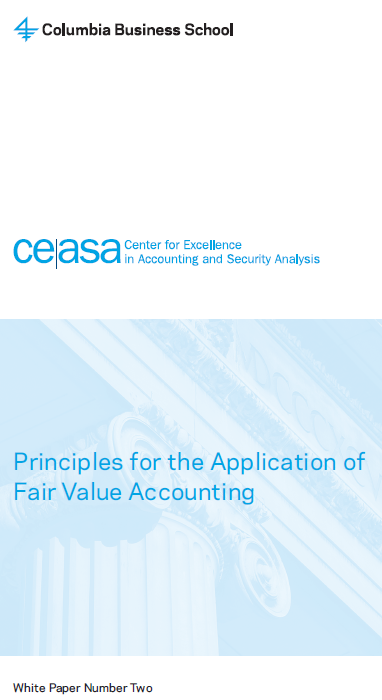 Columbia Business School
ce|asa Center for Excellence
in Accounting and Security Analysis
Principles for the Application of
Fair Value Accounting
White Paper Number Two